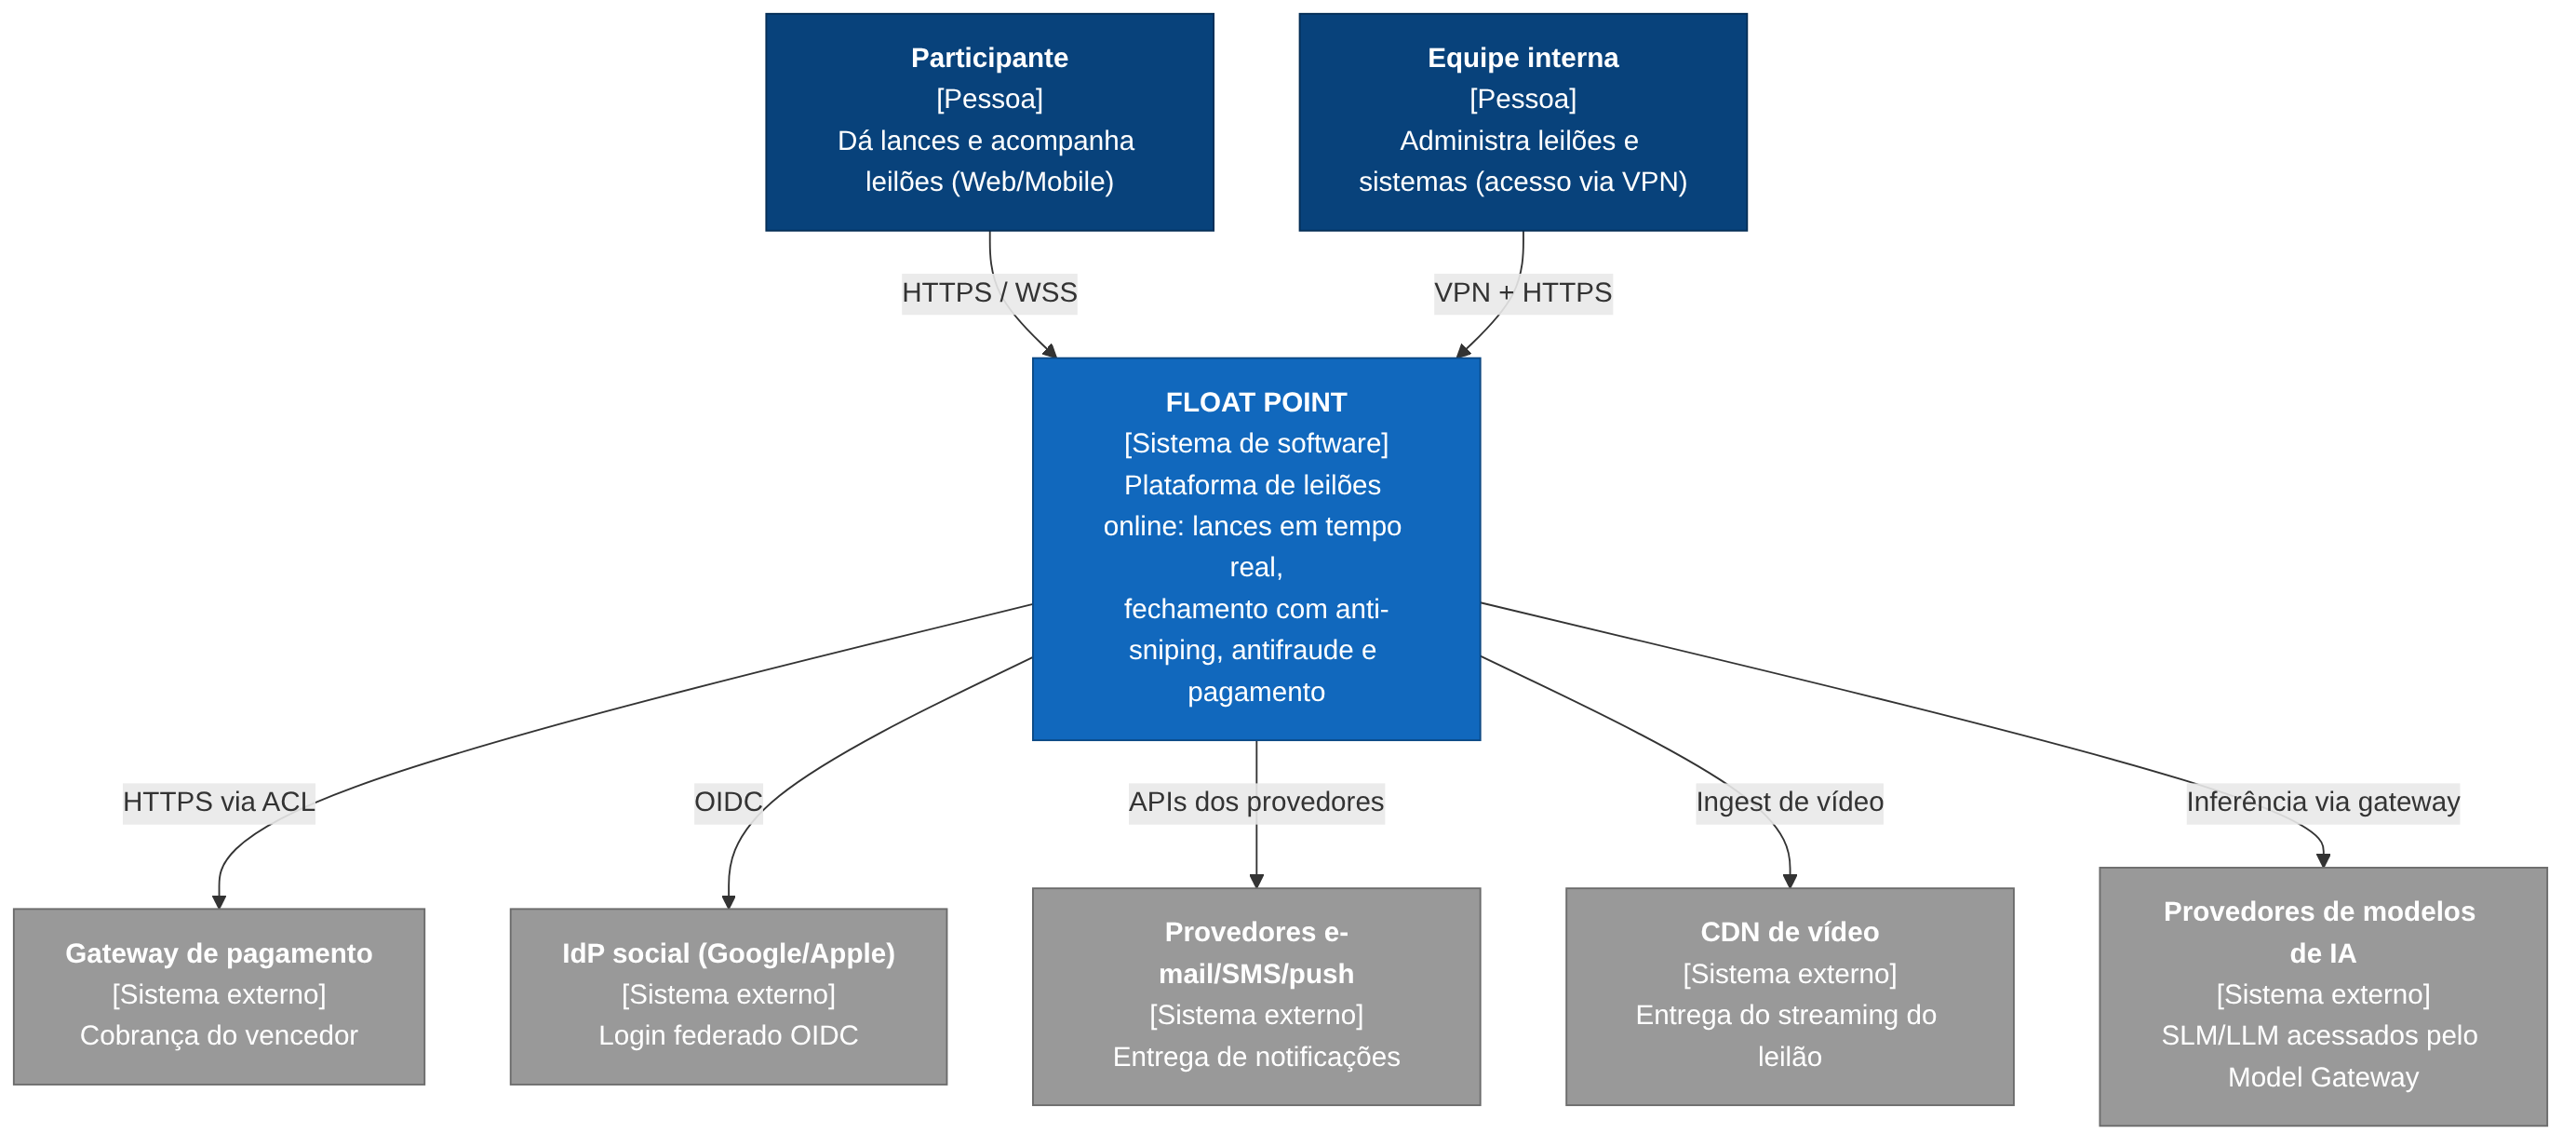 Participante
[Pessoa]
Dá lances e acompanha
leilões (Web/Mobile)
Equipe interna
[Pessoa]
Administra leilões e
sistemas (acesso via VPN)
HTTPS / WSS
VPN + HTTPS
FLOAT POINT
[Sistema de software]
Plataforma de leilões
online: lances em tempo
real,
fechamento com anti-
sniping, antifraude e
pagamento
HTTPS via ACL
OIDC
APIs dos provedores
Ingest de vídeo
Inferência via gateway
Gateway de pagamento
[Sistema externo]
Cobrança do vencedor
IdP social (Google/Apple)
[Sistema externo]
Login federado OIDC
Provedores e-
mail/SMS/push
[Sistema externo]
Entrega de notificações
CDN de vídeo
[Sistema externo]
Entrega do streaming do
leilão
Provedores de modelos
de IA
[Sistema externo]
SLM/LLM acessados pelo
Model Gateway